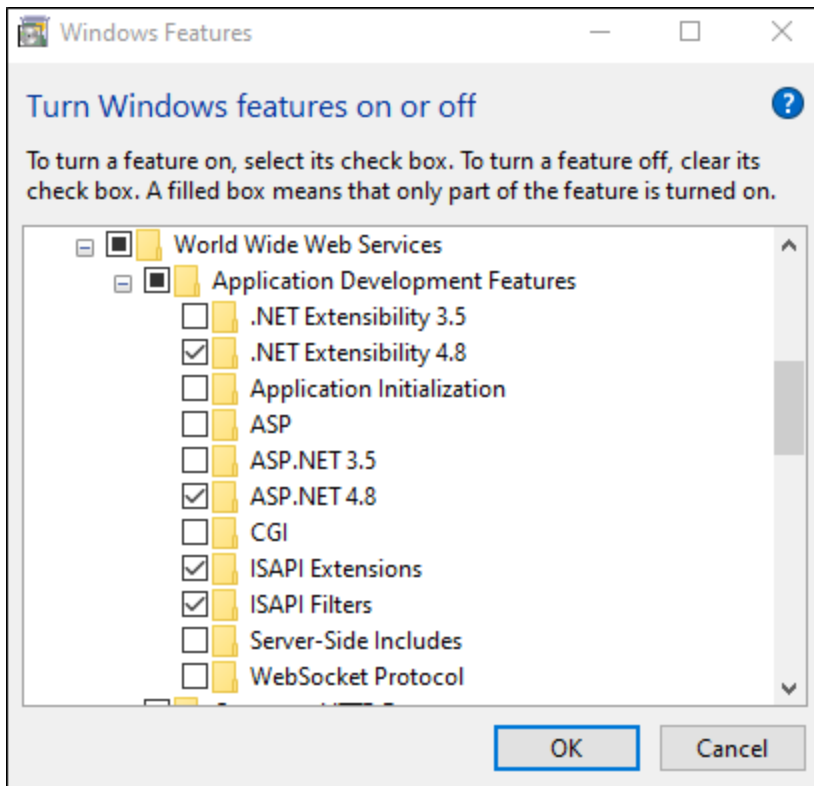 Windows Features
Turn Windows features on or off
?
To turn a feature on, select its check box. To turn a feature off, clear its
check box. A filled box means that only part of the feature is turned on.
World Wide Web Services
Application Development Features
.NET Extensibility 3.5
.NET Extensibility 4.8
Application Initialization
ASP
ASP.NET 3.5
ASP.NET 4.8
CGI
ISAPI Extensions
ISAPI Filters
Server-Side Includes
WebSocket Protocol
OK
Cancel